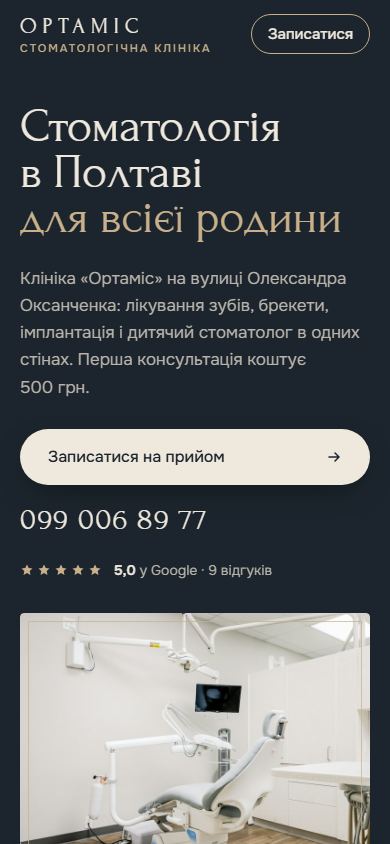 ОРТАМІС
СТОМАТОЛОГІЧНА КЛІНІКА
Записатися
Стоматологія
в Полтаві
для всієї родини
Клініка «Ортаміс» на вулиці Олександра
Оксанченка: лікування зубів, брекети,
імплантація і дитячий стоматолог в одних
стінах. Перша консультація коштує
500 грн.
Записатися на прийом →
099 006 89 77
★ ★ ★ ★ ★ 5,0 у Google · 9 відгуків